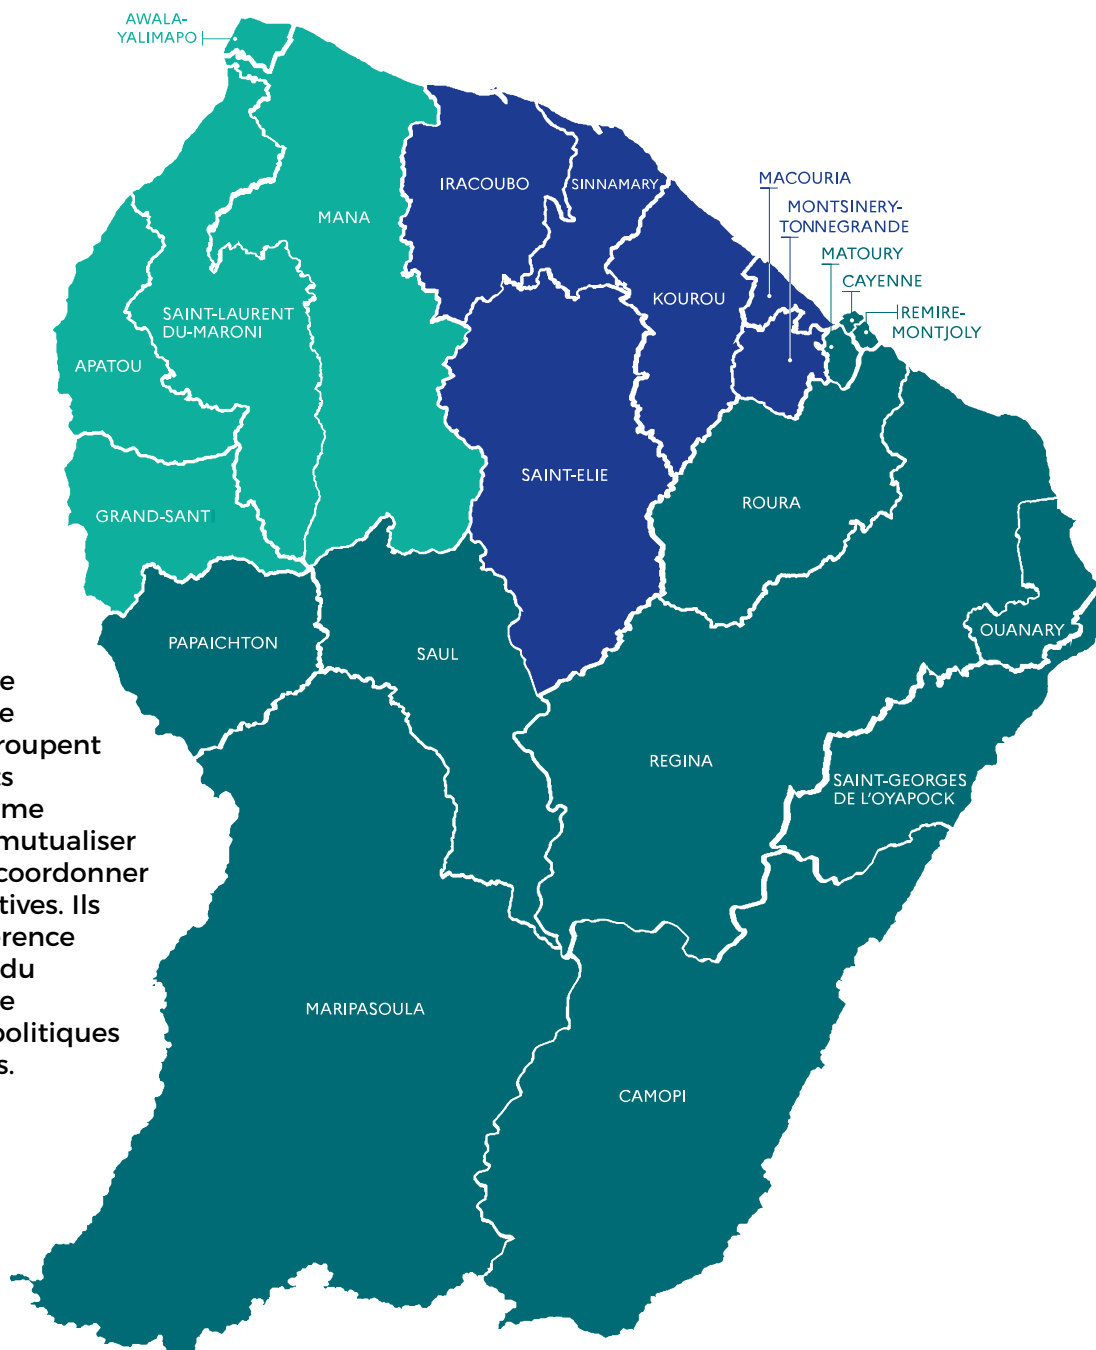 AWALA-
YALIMAPO
IRACOUBO
SINNAMARY
MACOURIA
MONTSINERY-
TONNEGRANDE
MATOURY
CAYENNE
REMIRE-
MONTJOLY
MANA
KOUROU
SAINT-LAURENT
DU-MARONI
APATOU
SAINT-ELIE
ROURA
GRAND-SANTI
PAPAICHTON
SAUL
OUANARY
REGINA
SAINT-GEORGES
DE L'OYAPOCK
MARIPASOULA
CAMOPI
e
e
roupent
ts
me
mutualiser
coordonner
tives. Ils
érence
du
e
politiques
s.